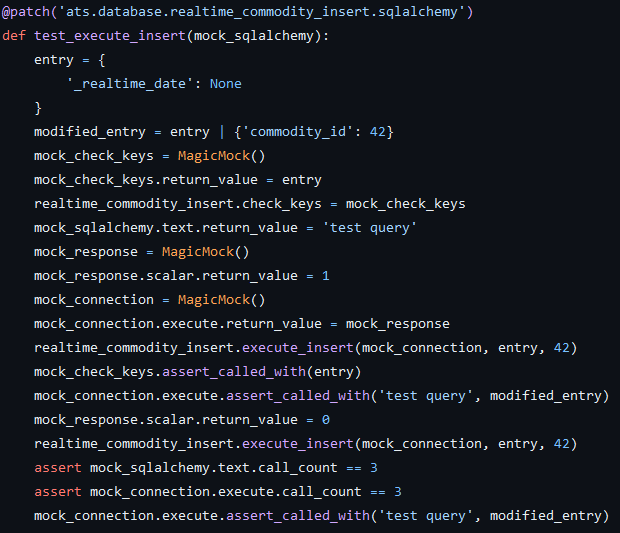 @patch('ats.database.realtime_commodity_insert.sqlalchemy')
def test_execute_insert(mock_sqlalchemy):
    entry = {
        '_realtime_date': None
    }
    modified_entry = entry | {'commodity_id': 42}
    mock_check_keys = MagicMock()
    mock_check_keys.return_value = entry
    realtime_commodity_insert.check_keys = mock_check_keys
    mock_sqlalchemy.text.return_value = 'test query'
    mock_response = MagicMock()
    mock_response.scalar.return_value = 1
    mock_connection = MagicMock()
    mock_connection.execute.return_value = mock_response
    realtime_commodity_insert.execute_insert(mock_connection, entry, 42)
    mock_check_keys.assert_called_with(entry)
    mock_connection.execute.assert_called_with('test query', modified_entry)
    mock_response.scalar.return_value = 0
    realtime_commodity_insert.execute_insert(mock_connection, entry, 42)
    assert mock_sqlalchemy.text.call_count == 3
    assert mock_connection.execute.call_count == 3
    mock_connection.execute.assert_called_with('test query', modified_entry)